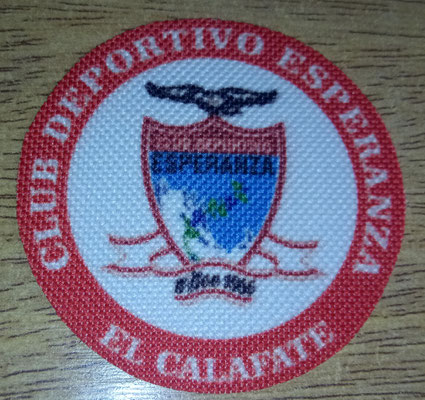 CLUB DEPORTIVO ESPERANZA
ESPERANZA
EL CALAFATE